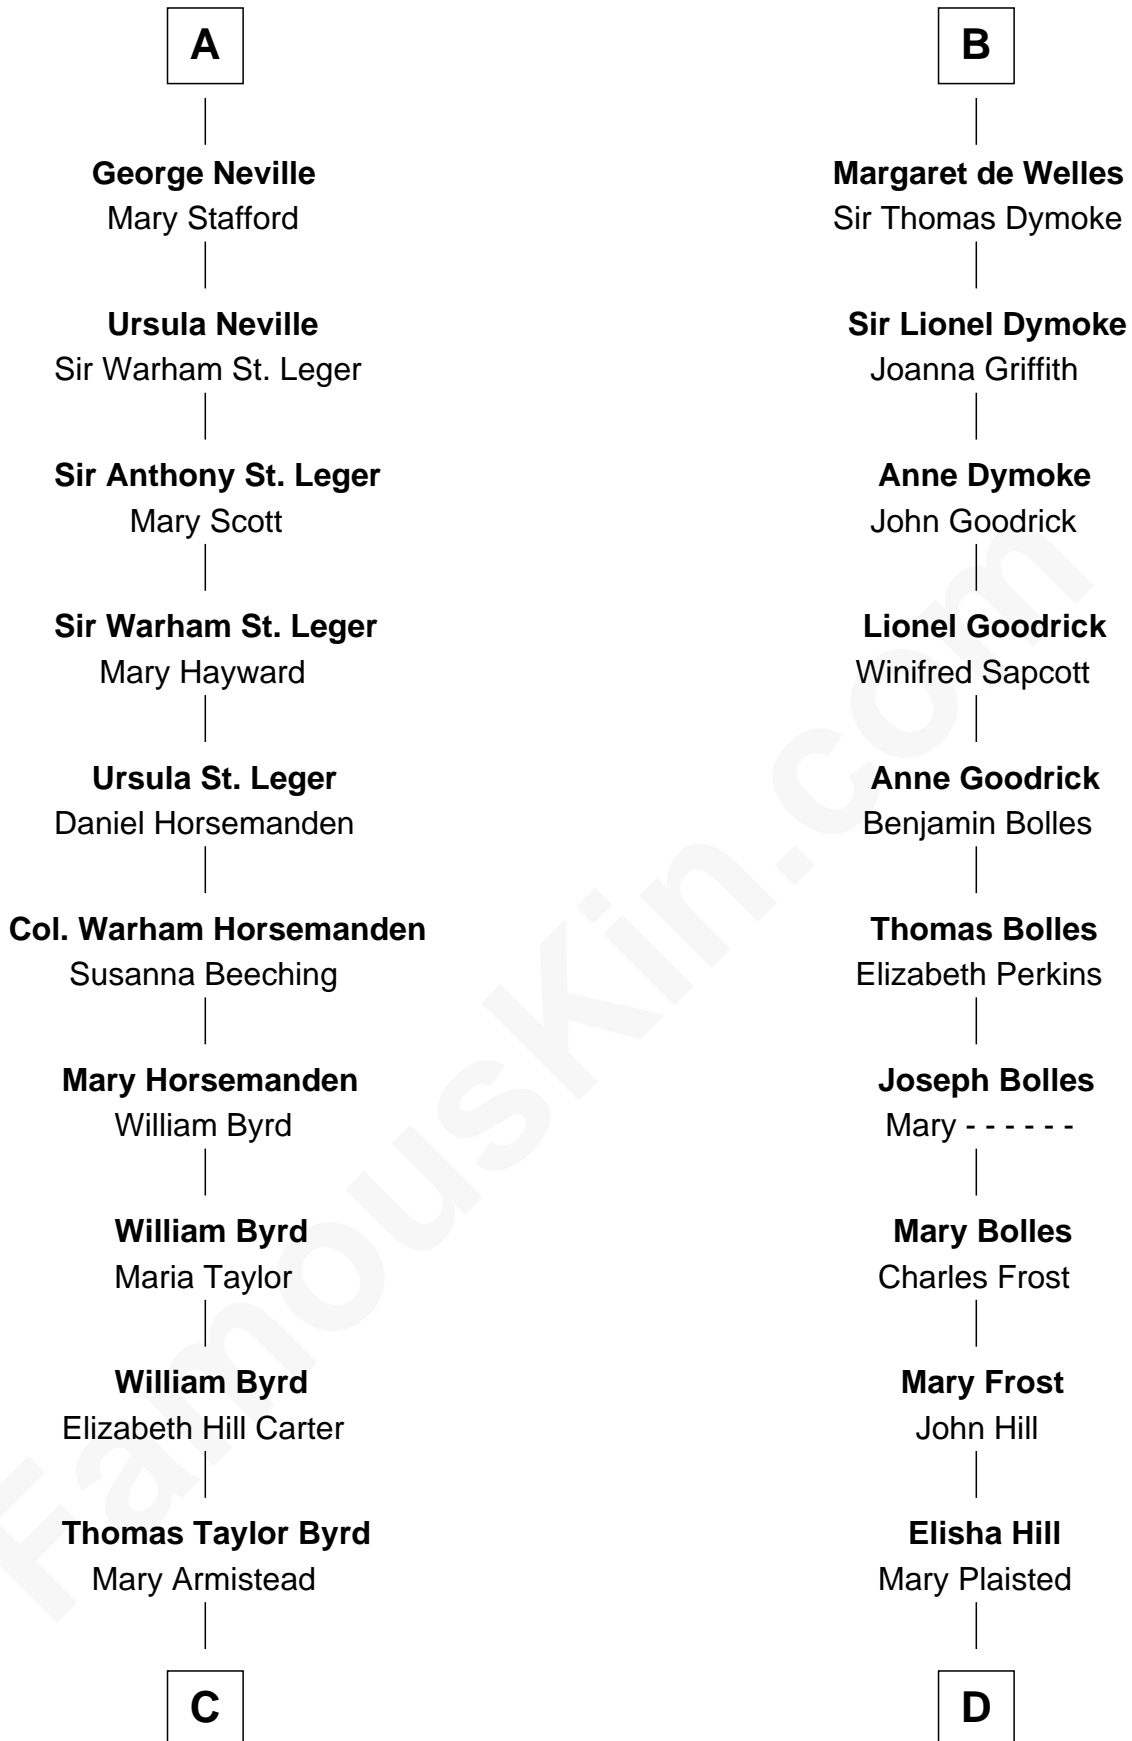 A
George Neville
Mary Stafford
Ursula Neville
Sir Warham St. Leger
Sir Anthony St. Leger
Mary Scott
Sir Warham St. Leger
Mary Hayward
Ursula St. Leger
Daniel Horsemanden
Col. Warham Horsemanden
Susanna Beeching
Mary Horsemanden
William Byrd
William Byrd
Maria Taylor
William Byrd
Elizabeth Hill Carter
Thomas Taylor Byrd
Mary Armistead
C
B
Margaret de Welles
Sir Thomas Dymoke
Sir Lionel Dymoke
Joanna Griffith
Anne Dymoke
John Goodrick
Lionel Goodrick
Winifred Sapcott
Anne Goodrick
Benjamin Bolles
Thomas Bolles
Elizabeth Perkins
Joseph Bolles
Mary - - - - - -
Mary Bolles
Charles Frost
Mary Frost
John Hill
Elisha Hill
Mary Plaisted
D
FamousKin.com